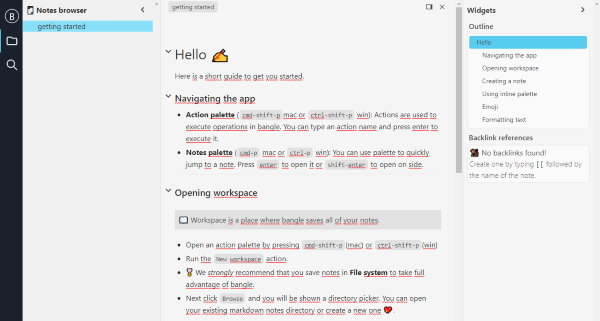 B
Notes browser
getting started
getting started
Hello
Here is a short guide to get you started.
Navigating the app
Action palette ( cmd-shift-p mac or ctrl-shift-p win): Actions are used to
execute operations in bangle. You can type an action name and press enter to
execute it.
Notes palette ( cmd-p mac or ctrl-p win): You can use palette to quickly
jump to a note. Press enter to open it or shift-enter to open on side.
Opening workspace
Workspace is a place where bangle saves all of your notes.
Open an action palette by pressing cmd-shift-p (mac) or ctrl-shift-p (win)
Run the New workspace action.
We strongly recommend that you save notes in File system to take full
advantage of bangle.
Next click Browse and you will be shown a directory picker. You can open
your existing markdown notes directory or create a new one
Widgets
Outline
Hello
Navigating the app
Opening workspace
Creating a note
Using inline palette
Emoji
Formatting text
Backlink references
No backlinks found!
Create one by typing [[ followed by
the name of the note.